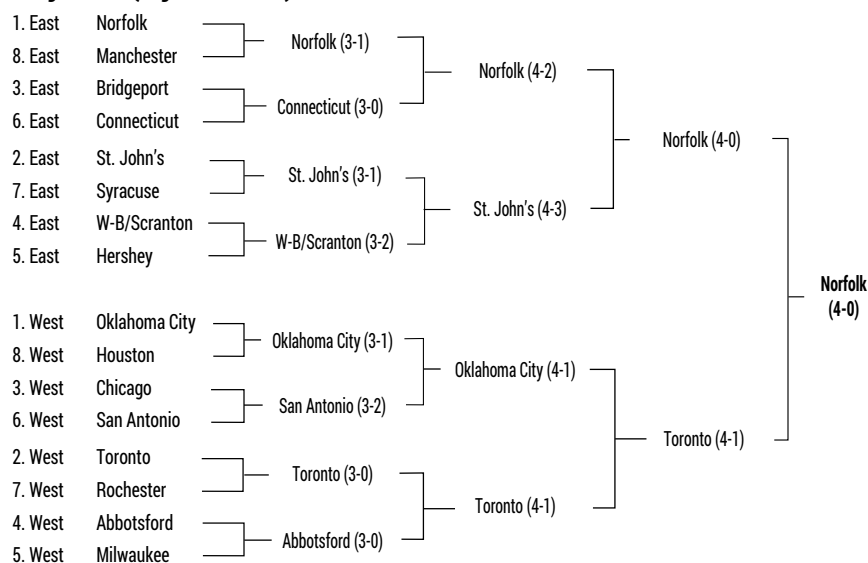 1. East Norfolk
8. East Manchester
Norfolk (3-1)
3. East Bridgeport
6. East Connecticut
Connecticut (3-0)
Norfolk (4-2)
2. East St. John's
7. East Syracuse
St. John's (3-1)
4. East W-B/Scranton
5. East Hershey
W-B/Scranton (3-2)
St. John's (4-3)
Norfolk (4-0)
1. West Oklahoma City
8. West Houston
Oklahoma City (3-1)
3. West Chicago
6. West San Antonio
San Antonio (3-2)
Oklahoma City (4-1)
2. West Toronto
7. West Rochester
Toronto (3-0)
4. West Abbotsford
5. West Milwaukee
Abbotsford (3-0)
Toronto (4-1)
Toronto (4-1)
Norfolk
(4-0)